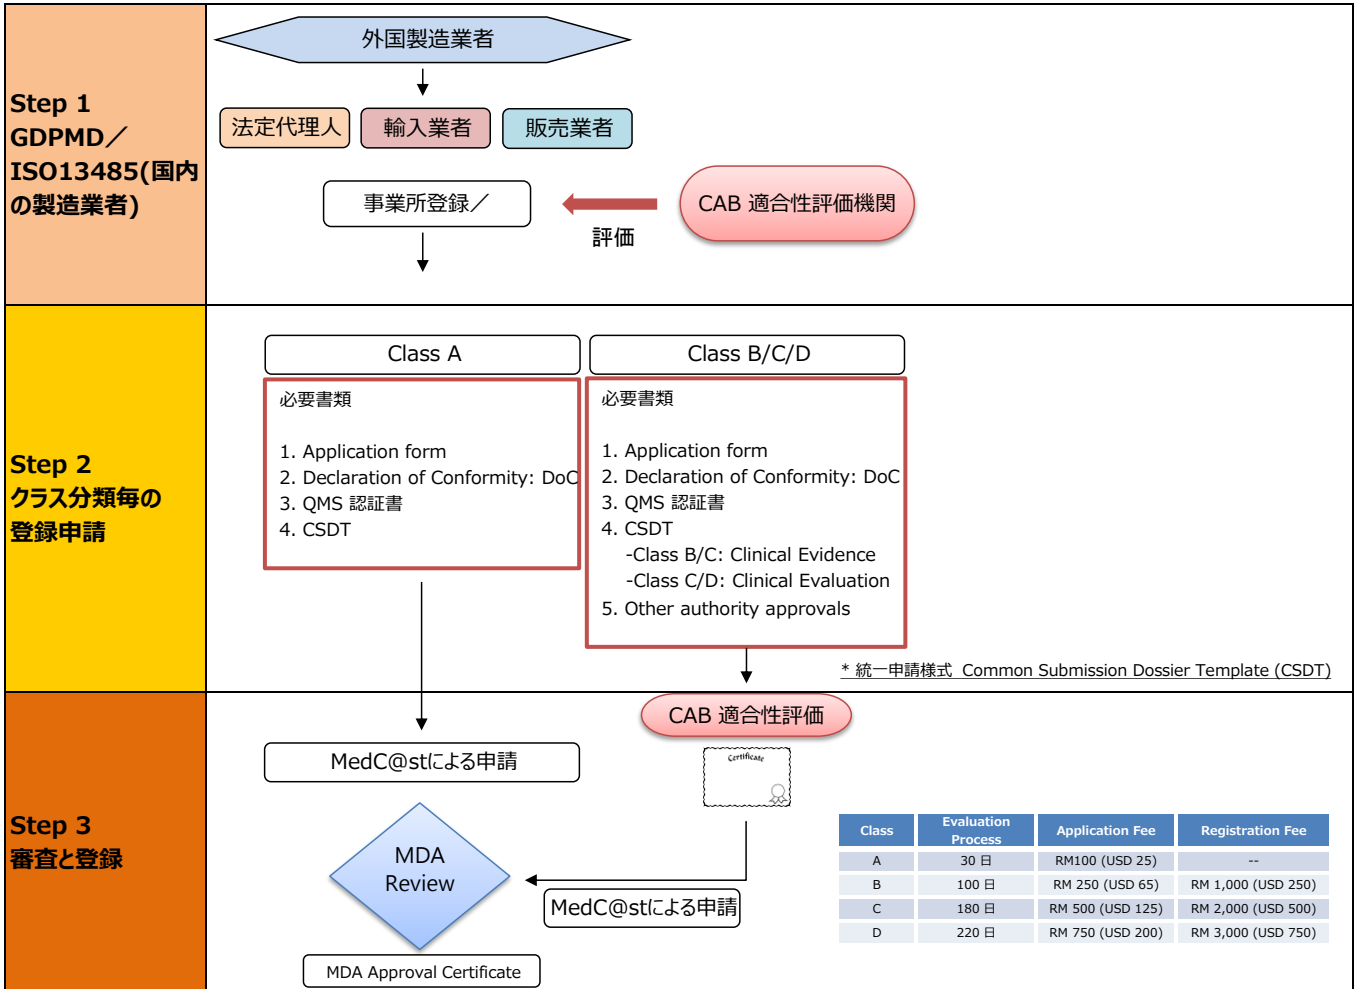 Step 1
GDPMD／
ISO13485(国内
の製造業者)
外国製造業者
法定代理人
輸入業者
販売業者
事業所登録／
評価
CAB 適合性評価機関
Step 2
クラス分類毎の
登録申請
Class A
必要書類
1. Application form
2. Declaration of Conformity: DoC
3. QMS 認証書
4. CSDT
Class B/C/D
必要書類
1. Application form
2. Declaration of Conformity: DoC
3. QMS 認証書
4. CSDT
-Class B/C: Clinical Evidence
-Class C/D: Clinical Evaluation
5. Other authority approvals
* 統一申請様式 Common Submission Dossier Template (CSDT)
Step 3
審査と登録
CAB 適合性評価
MedC@stによる申請
Certificate
MDA
Review
MedC@stによる申請
MDA Approval Certificate
Class Evaluation Process Application Fee Registration Fee
A 30 日 RM100 (USD 25) --
B 100 日 RM 250 (USD 65) RM 1,000 (USD 250)
C 180 日 RM 500 (USD 125) RM 2,000 (USD 500)
D 220 日 RM 750 (USD 200) RM 3,000 (USD 750)